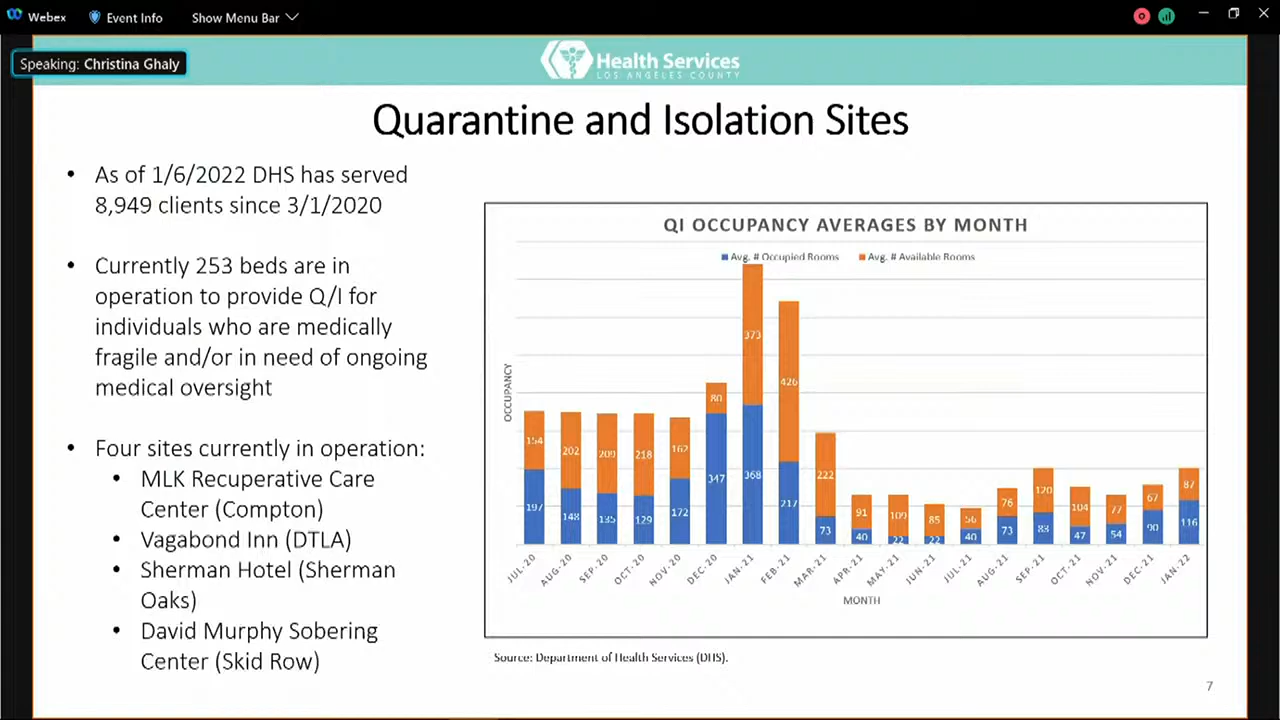 Webex
Event Info
Show Menu Bar
Speaking: Christina Ghaly
Health Services
LOS ANGELES COUNTY
Quarantine and Isolation Sites
• As of 1/6/2022 DHS has served
8,949 clients since 3/1/2020
• Currently 253 beds are in
operation to provide Q/I for
individuals who are medically
fragile and/or in need of ongoing
medical oversight
• Four sites currently in operation:
• MLK Recuperative Care
Center (Compton)
• Vagabond Inn (DTLA)
• Sherman Hotel (Sherman
Oaks)
• David Murphy Sobering
Center (Skid Row)
QI OCCUPANCY AVERAGES BY MONTH
Avg. # Occupied Rooms Avg. # Available Rooms
OCCUPANCY
154 202 209 218 162 80 373 426 222 91 109 85 56 76 120 104 77 67 87
197 148 135 129 172 347 368 217 73 40 22 22 40 73 83 47 54 90 116
JUL-20 AUG-20 SEP-20 OCT-20 NOV-20 DEC-20 JAN-21 FEB-21 MAR-21 APR-21 MAY-21 JUN-21 JUL-21 AUG-21 SEP-21 OCT-21 NOV-21 DEC-21 JAN-22
MONTH
Source: Department of Health Services (DHS).
7